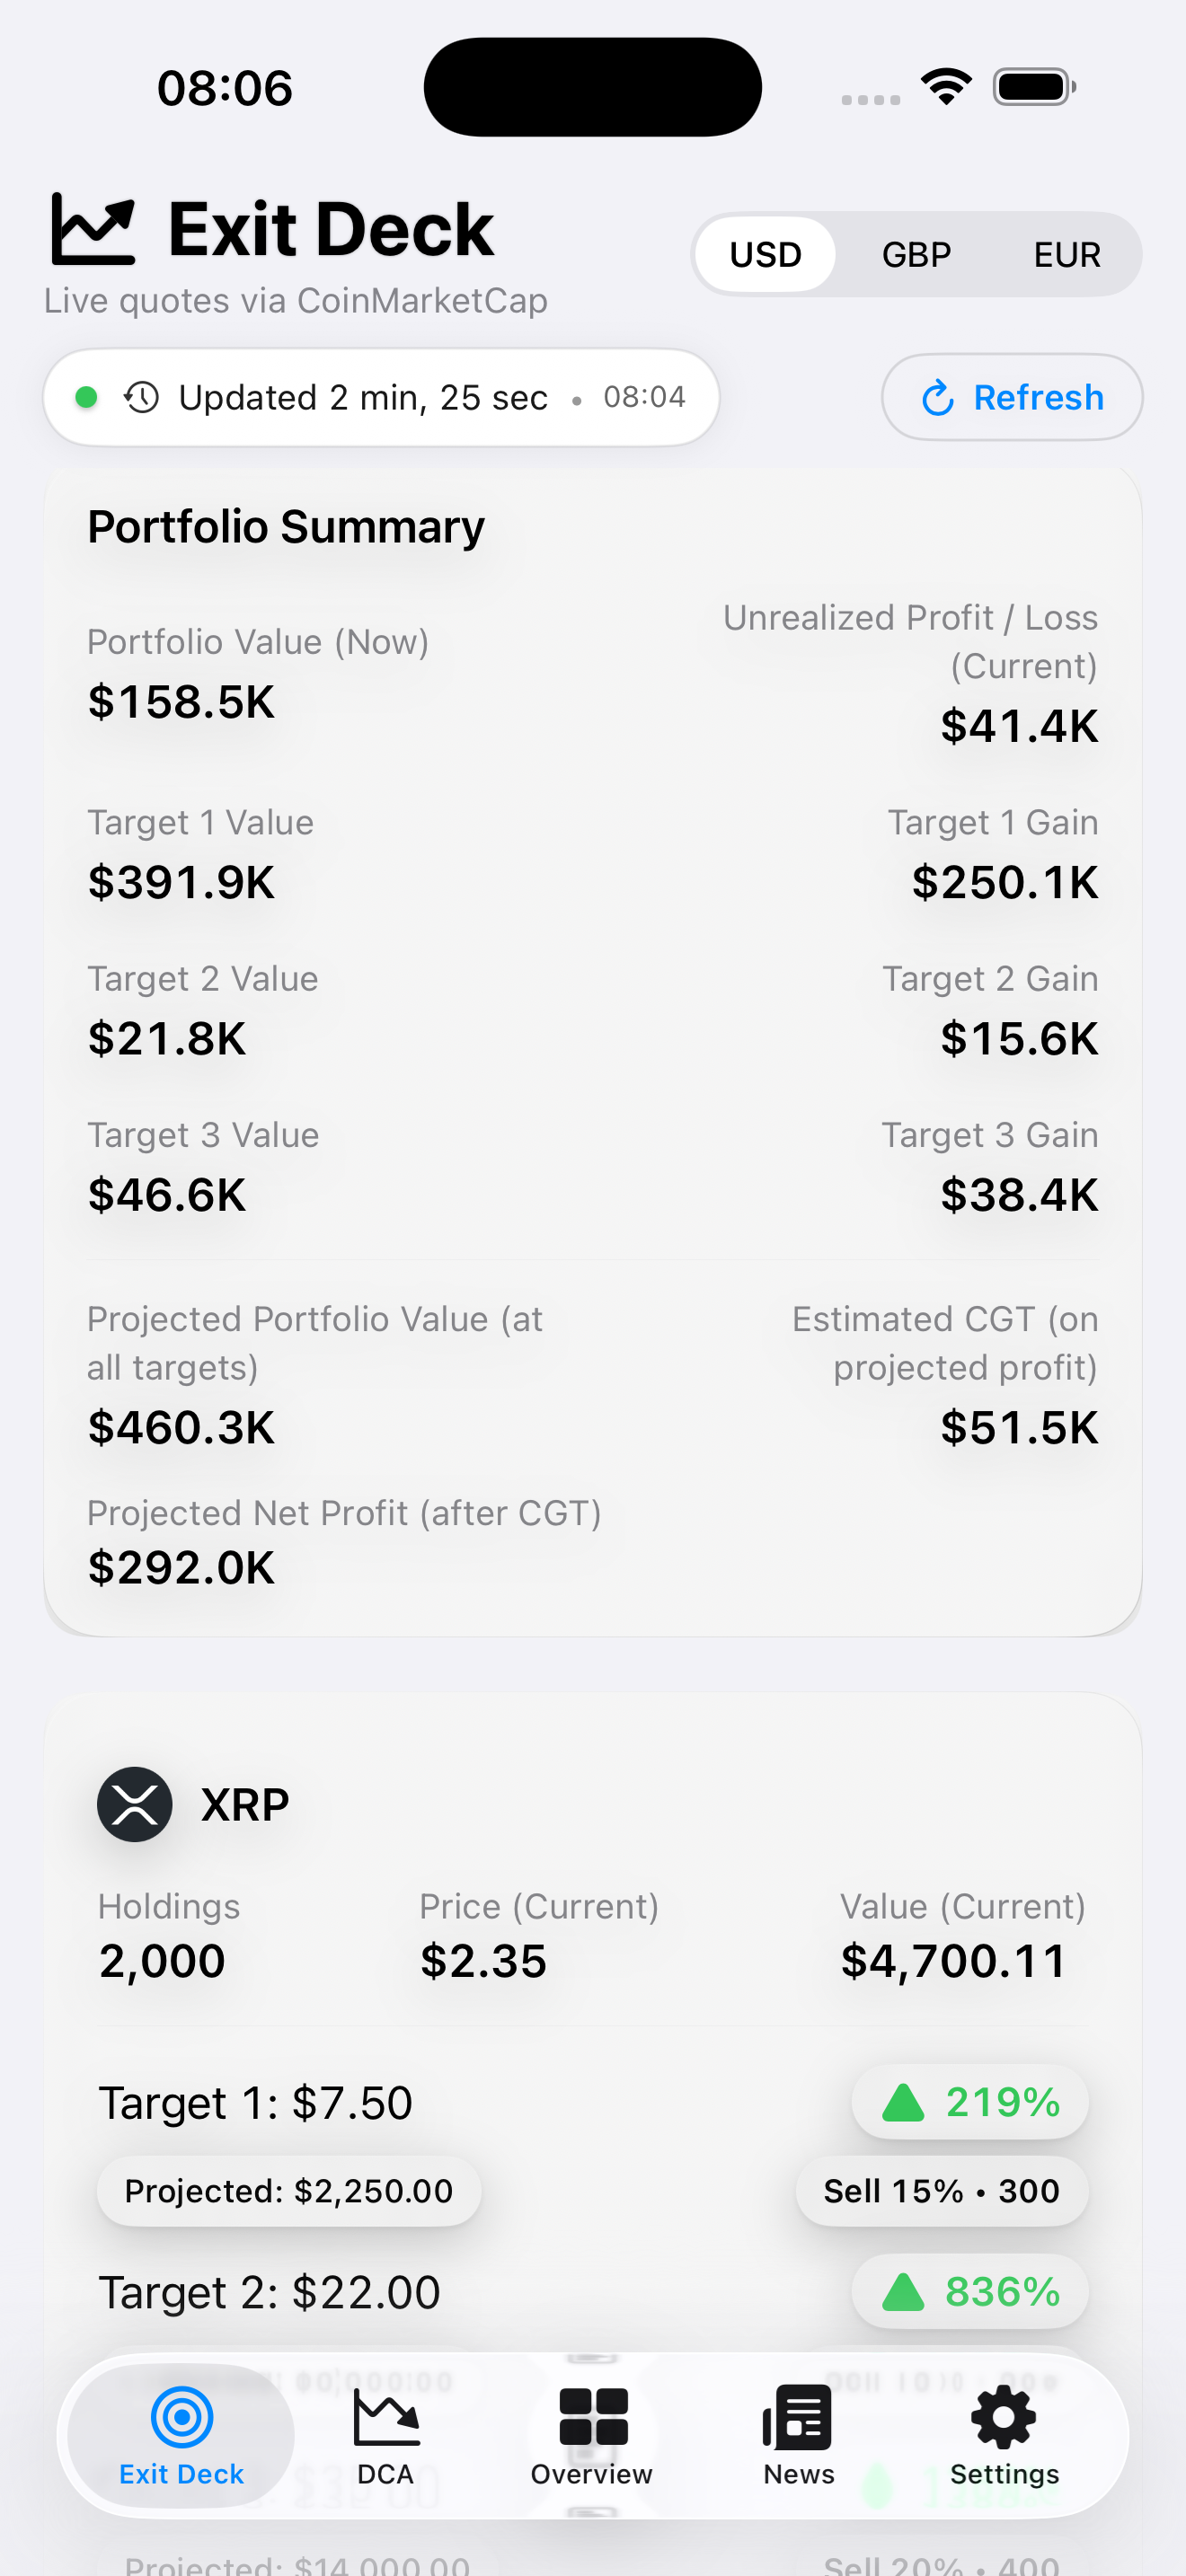 08:06
Exit Deck
USD GBP EUR
Live quotes via CoinMarketCap
Updated 2 min, 25 sec • 08:04
Refresh
Portfolio Summary
Portfolio Value (Now)
$158.5K
Unrealized Profit / Loss
(Current)
$41.4K
Target 1 Value
$391.9K
Target 1 Gain
$250.1K
Target 2 Value
$21.8K
Target 2 Gain
$15.6K
Target 3 Value
$46.6K
Target 3 Gain
$38.4K
Projected Portfolio Value (at
all targets)
$460.3K
Estimated CGT (on
projected profit)
$51.5K
Projected Net Profit (after CGT)
$292.0K
XRP
Holdings
2,000
Price (Current)
$2.35
Value (Current)
$4,700.11
Target 1: $7.50
219%
Projected: $2,250.00
Sell 15% • 300
Target 2: $22.00
836%
Exit Deck
DCA
Overview
News
Settings
Projected: $14,000.00
Sell 20% • 400